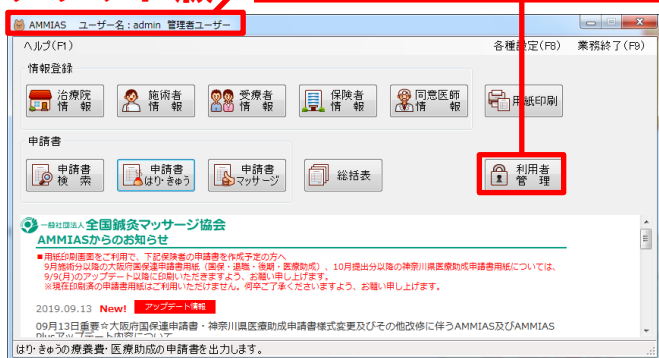 AMMIAS ユーザー名：admin 管理者ユーザー
ヘルプ(F1) 各種設定(F8) 業務終了(F9)
情報登録
治療院情報 施術者情報 受療者情報 保険者情報 同意医師情報 用紙印刷
申請書
申請書検索 申請書はり・きゅう 申請書マッサージ 総括表 利用者管理
一般社団法人全国鍼灸マッサージ協会
AMMIASからのお知らせ
■用紙印刷画面をご利用で、下記保険者の申請書を作成予定の方へ
9月施術分以降の大阪府国保連申請書用紙（国保・退職・後期・医療助成）、10月提出分以降の神奈川県医療助成申請書用紙については、
9/9(月)のアップデート以降に印刷いただきますよう、お願い申し上げます。
※現在印刷済の申請書用紙はご利用いただけません。何卒ご了承くださいますよう、お願い申し上げます。
2019.09.13 New! アップデート情報
09月13日重要☆大阪府国保連申請書・神奈川県医療助成申請書様式変更及びその他改修に伴うAMMIAS及びAMMIAS
Plusアップデート内容について
はり･きゅうの療養費･医療助成の申請書を出力します。